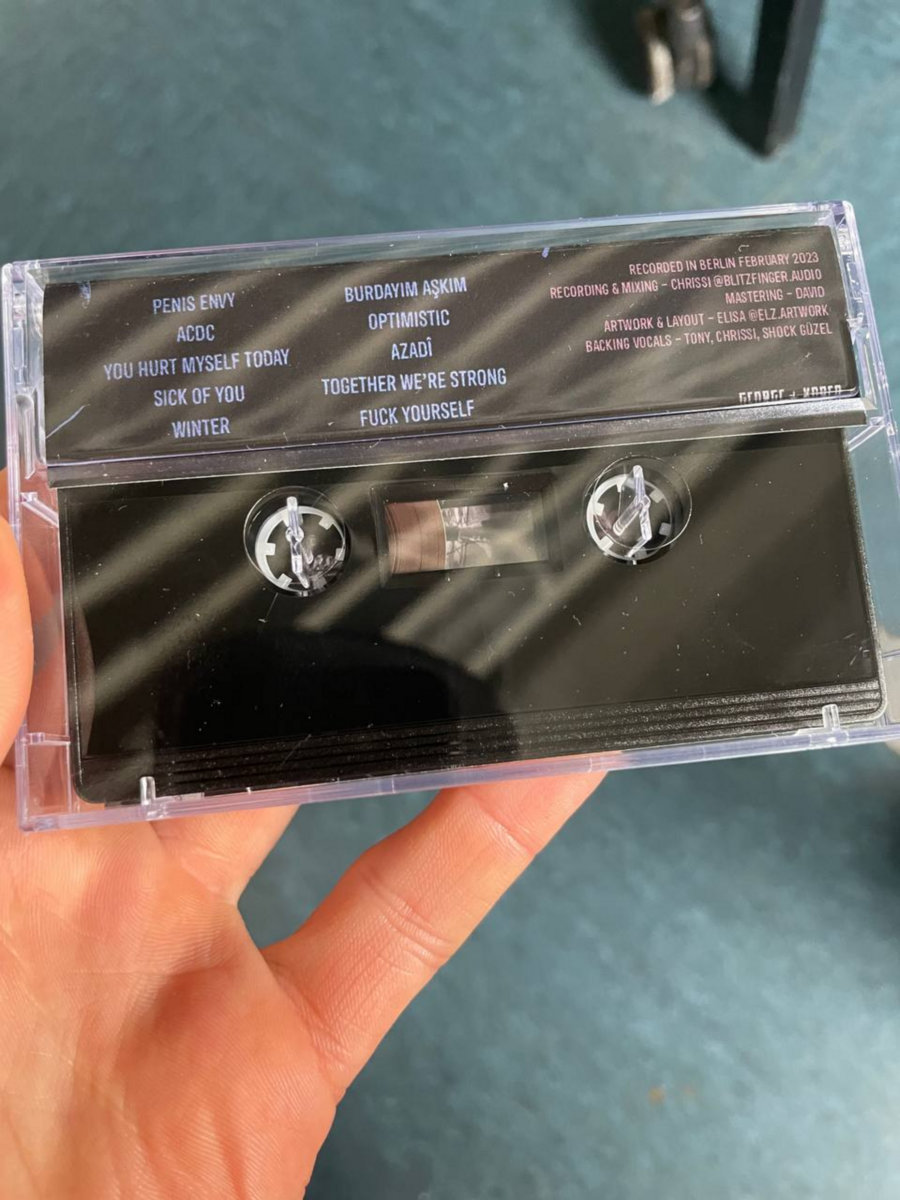 PENIS ENVY
ACDC
YOU HURT MYSELF TODAY
SICK OF YOU
WINTER
BURDAYIM AŞKIM
OPTIMISTIC
AZADÎ
TOGETHER WE'RE STRONG
FUCK YOURSELF
RECORDED IN BERLIN FEBRUARY 2023
RECORDING & MIXING – CHRISSI @BLITZFINGER.AUDIO
MASTERING – DAVID
ARTWORK & LAYOUT – ELISA @ELZ.ARTWORK
BACKING VOCALS – TONY, CHRISSI, SHOCK GÜZEL
GEORGE